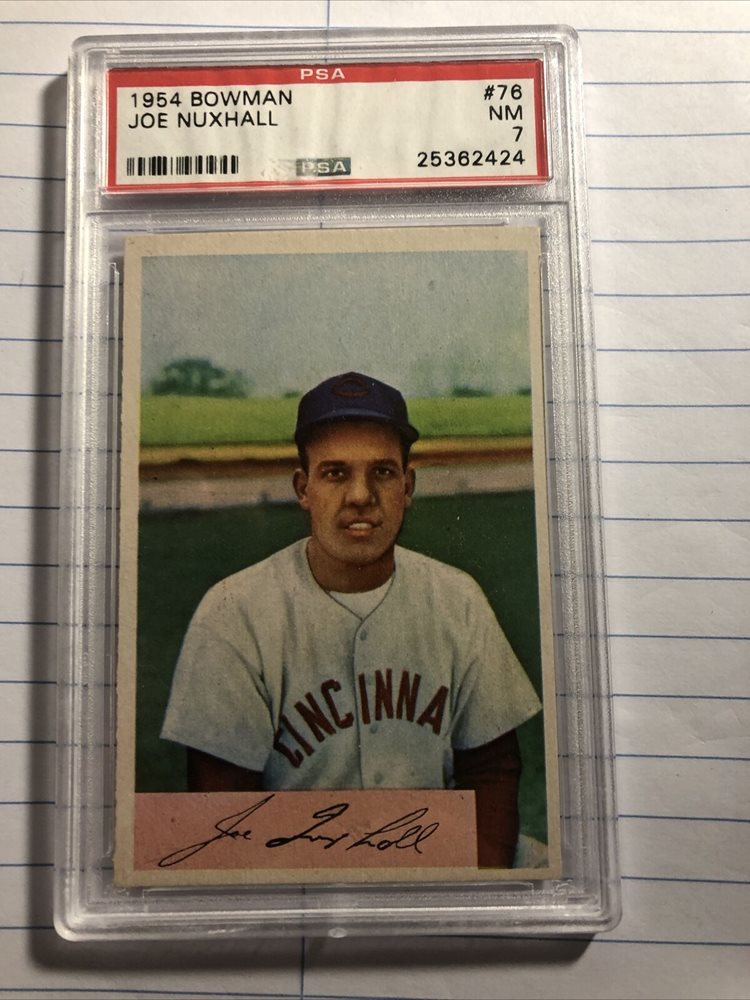 PSA
1954 BOWMAN #76
JOE NUXHALL NM
7
PSA 25362424
C
CINCINNA
Joe Nuxhall